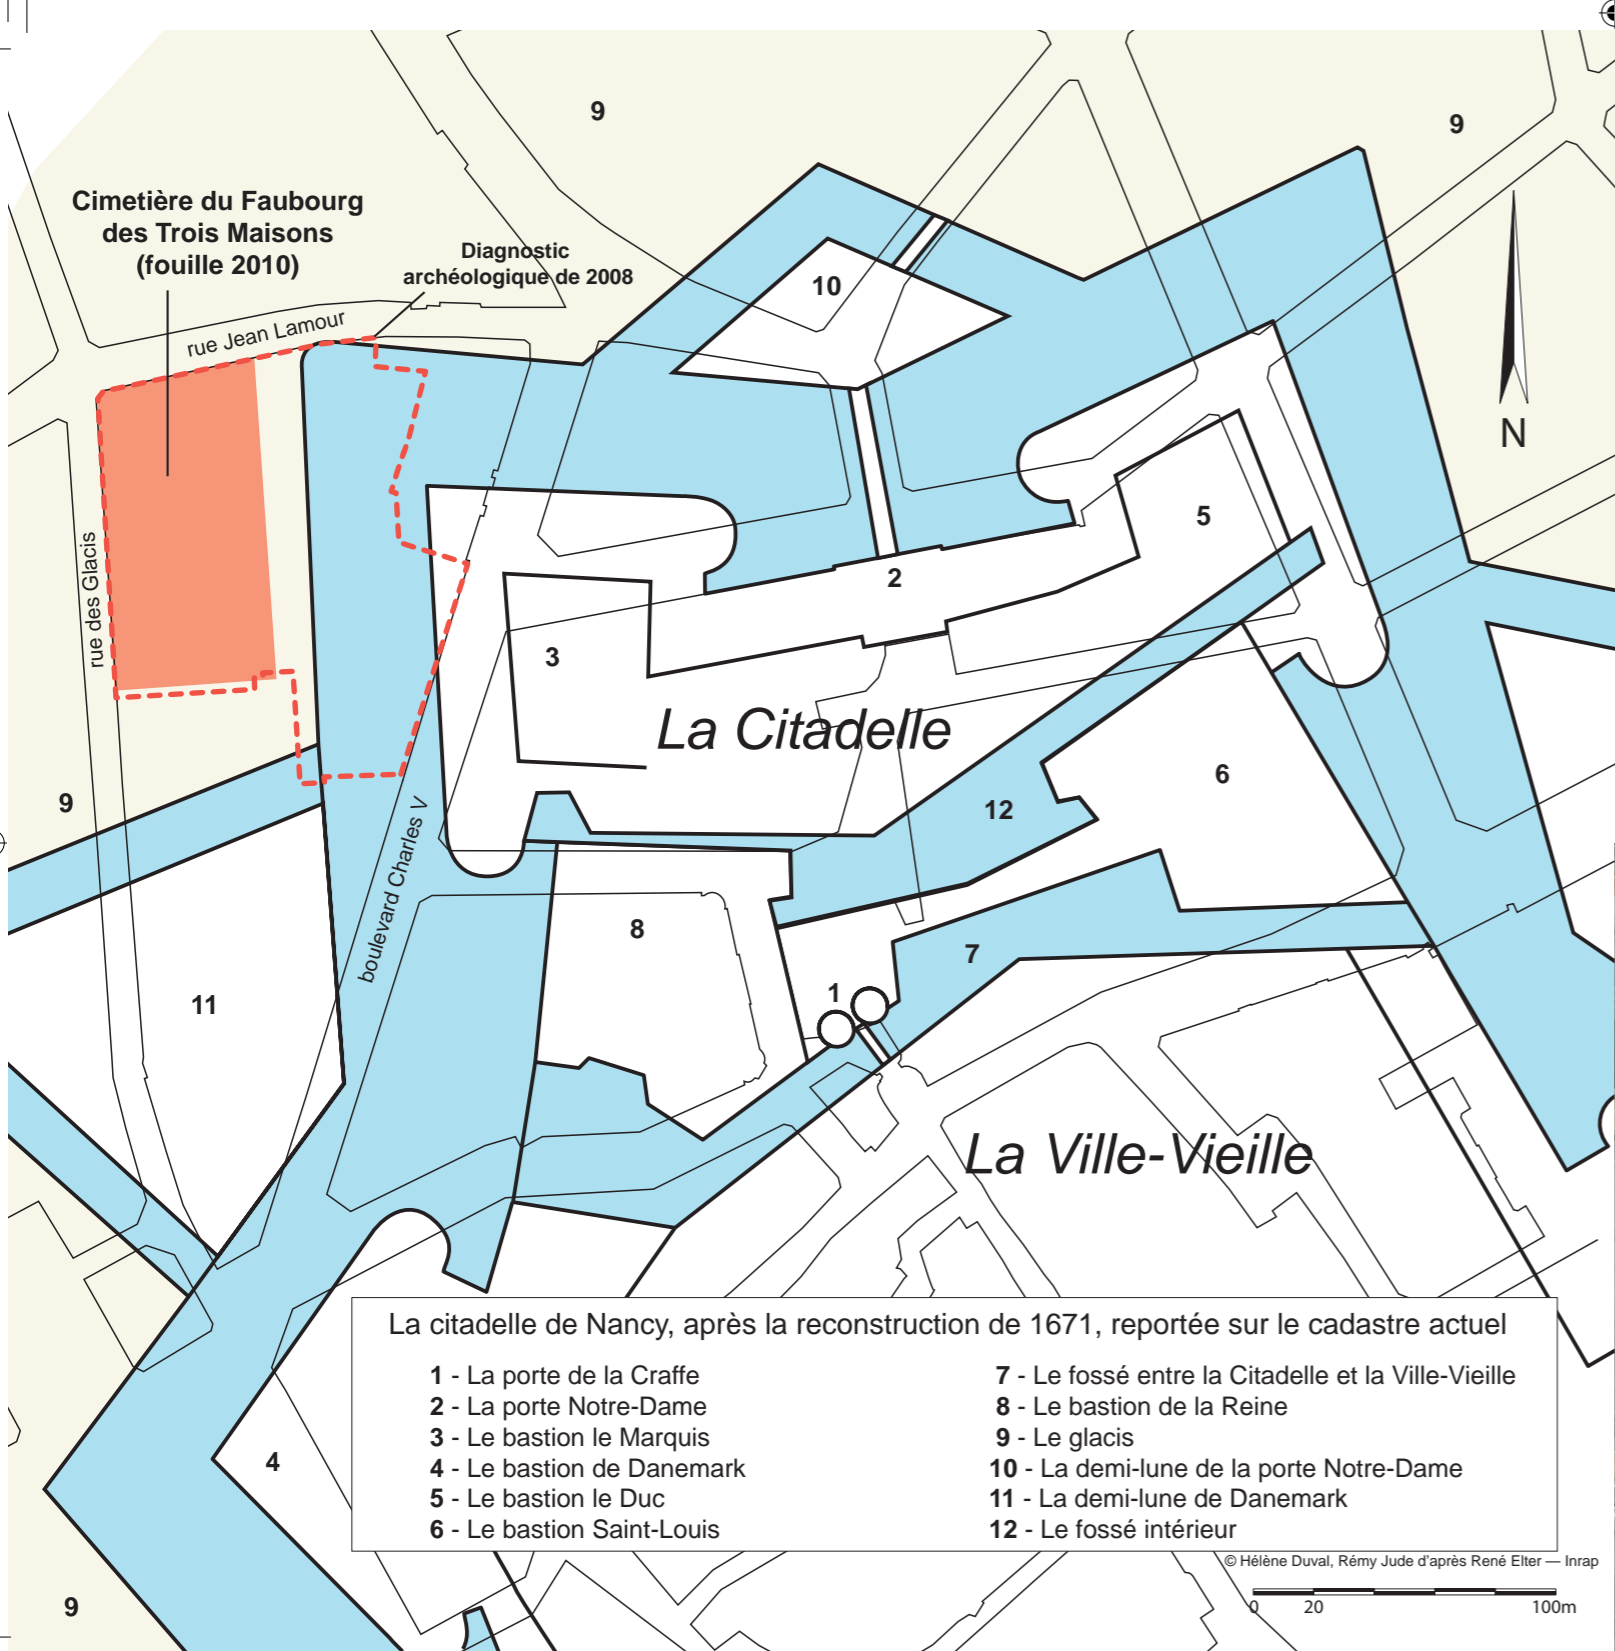 9
9
Cimetière du Faubourg
des Trois Maisons
(fouille 2010)
Diagnostic
archéologique de 2008
10
rue Jean Lamour
N
5
2
rue des Glacis
3
La Citadelle
9
12
6
boulevard Charles V
8
7
11
1
La Ville-Vieille
La citadelle de Nancy, après la reconstruction de 1671, reportée sur le cadastre actuel
1 - La porte de la Craffe
2 - La porte Notre-Dame
3 - Le bastion le Marquis
4 - Le bastion de Danemark
5 - Le bastion le Duc
6 - Le bastion Saint-Louis
7 - Le fossé entre la Citadelle et la Ville-Vieille
8 - Le bastion de la Reine
9 - Le glacis
10 - La demi-lune de la porte Notre-Dame
11 - La demi-lune de Danemark
12 - Le fossé intérieur
4
9
© Hélène Duval, Rémy Jude d'après René Elter — Inrap
0 20 100m